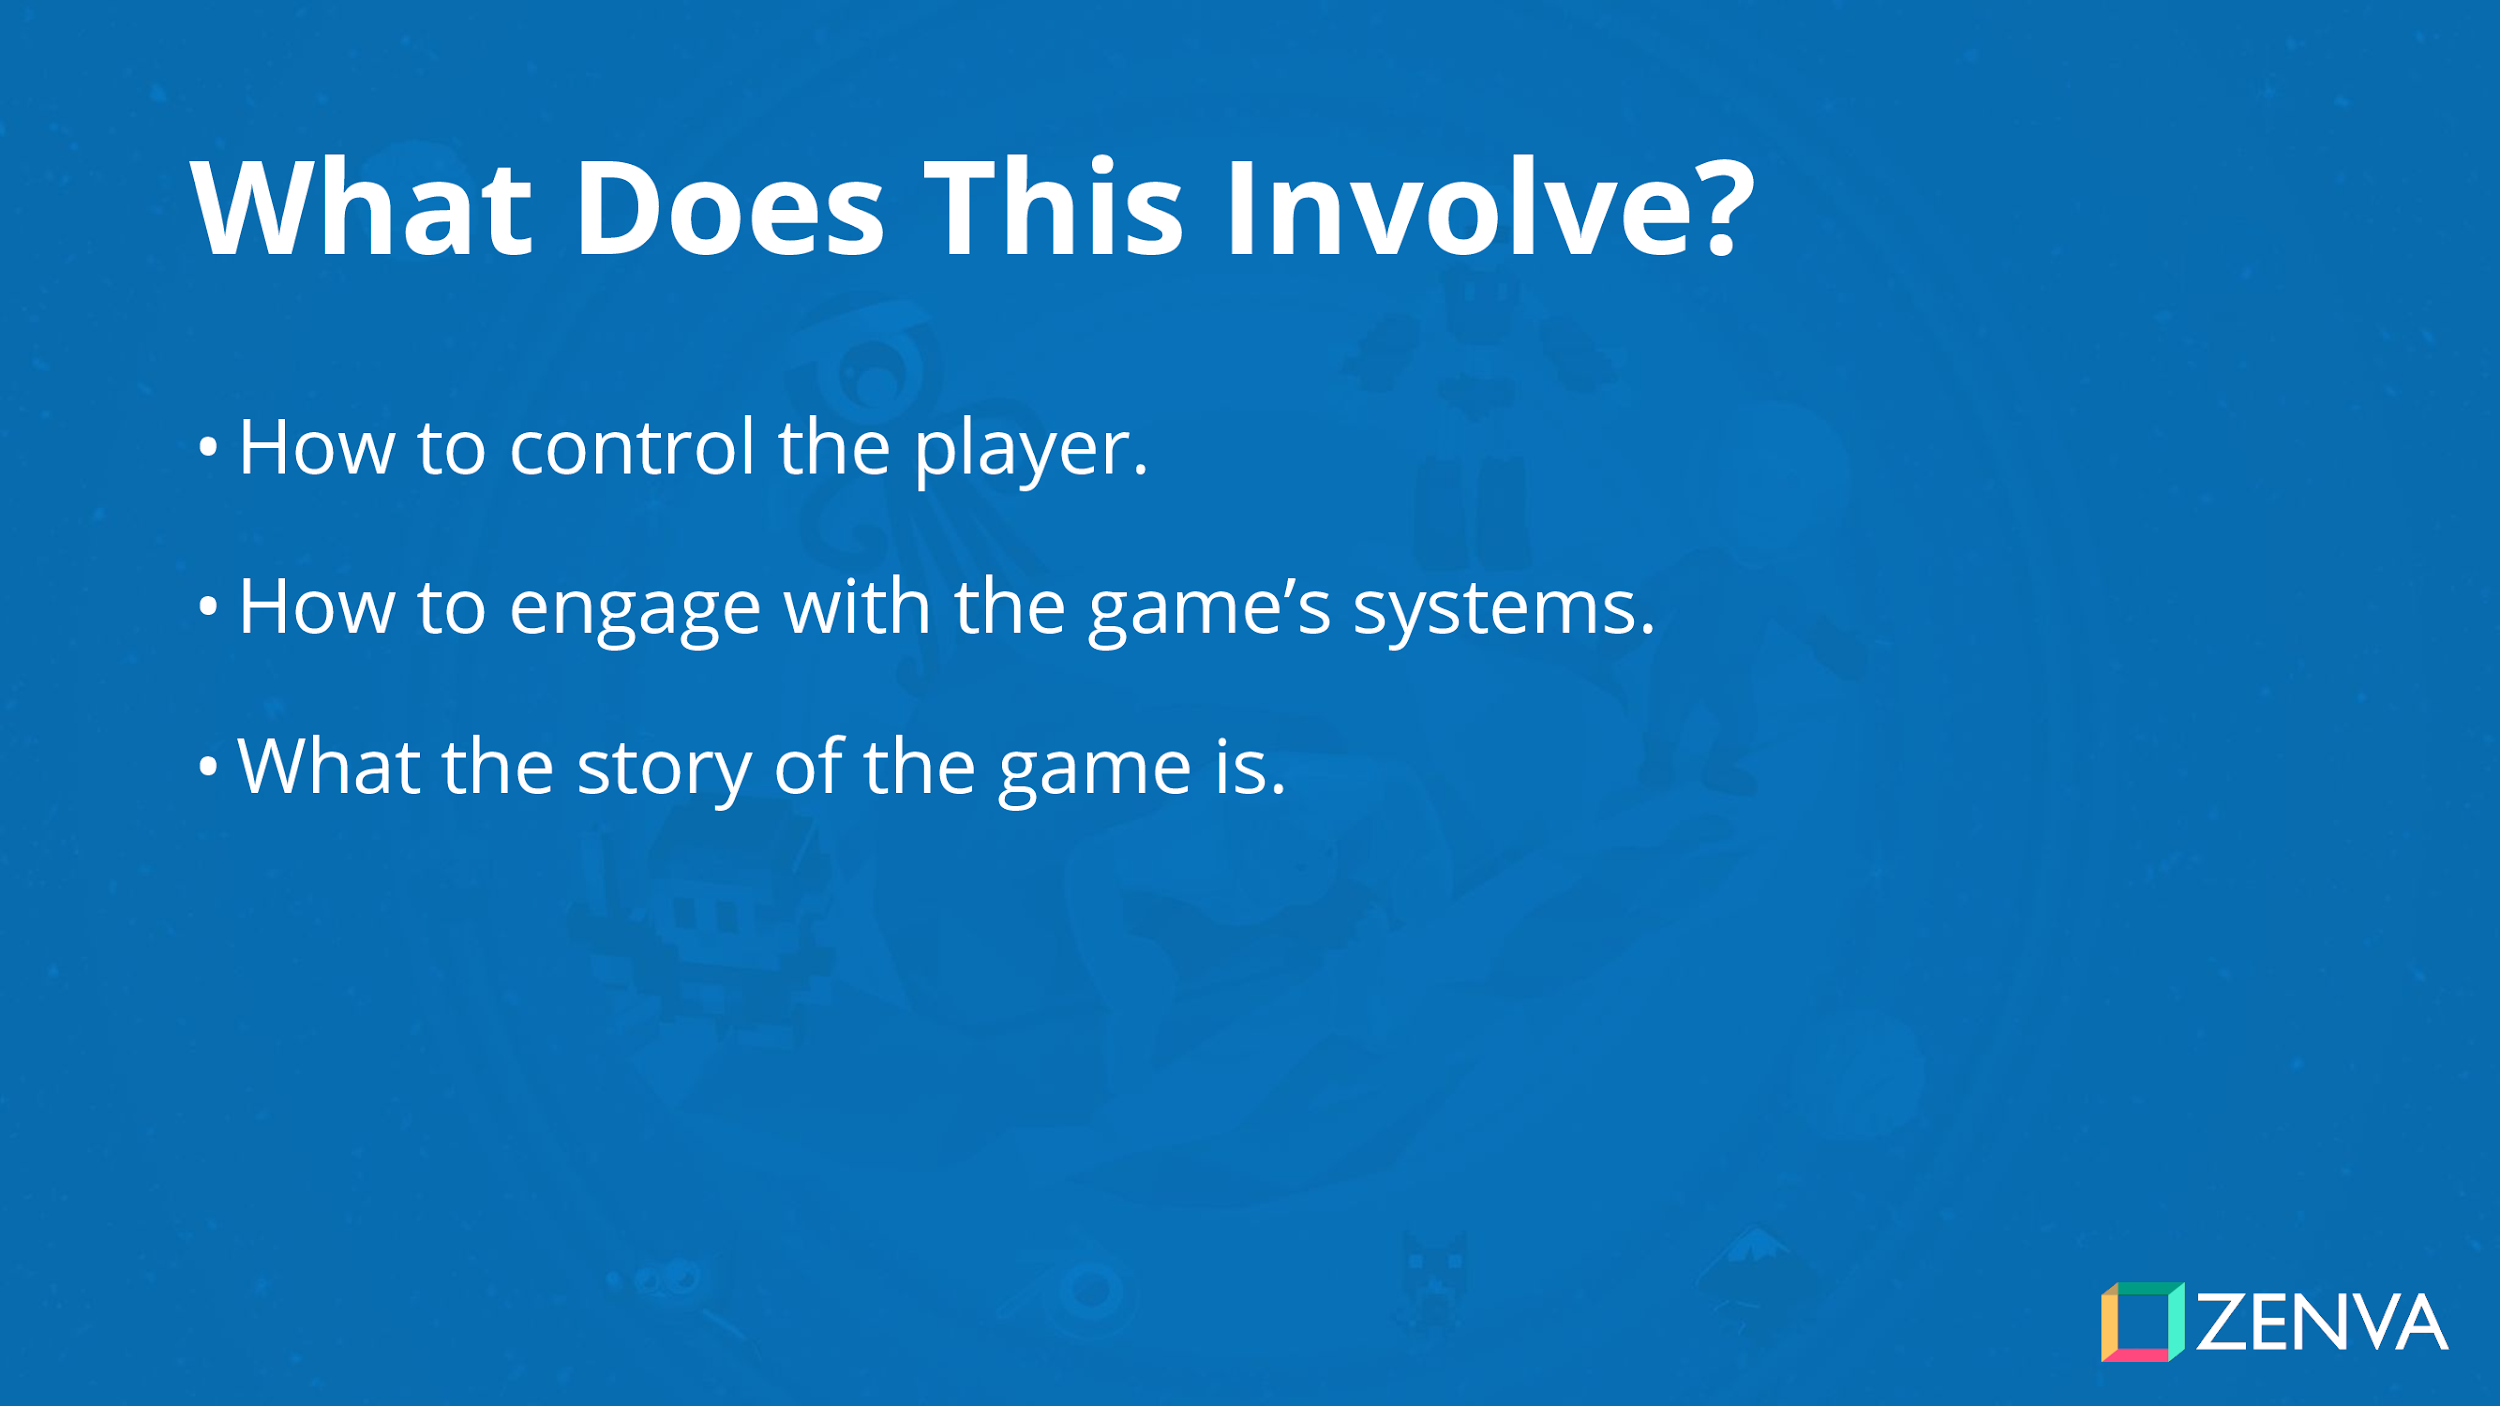 What Does This Involve?
• How to control the player.
• How to engage with the game’s systems.
• What the story of the game is.
ZENVA